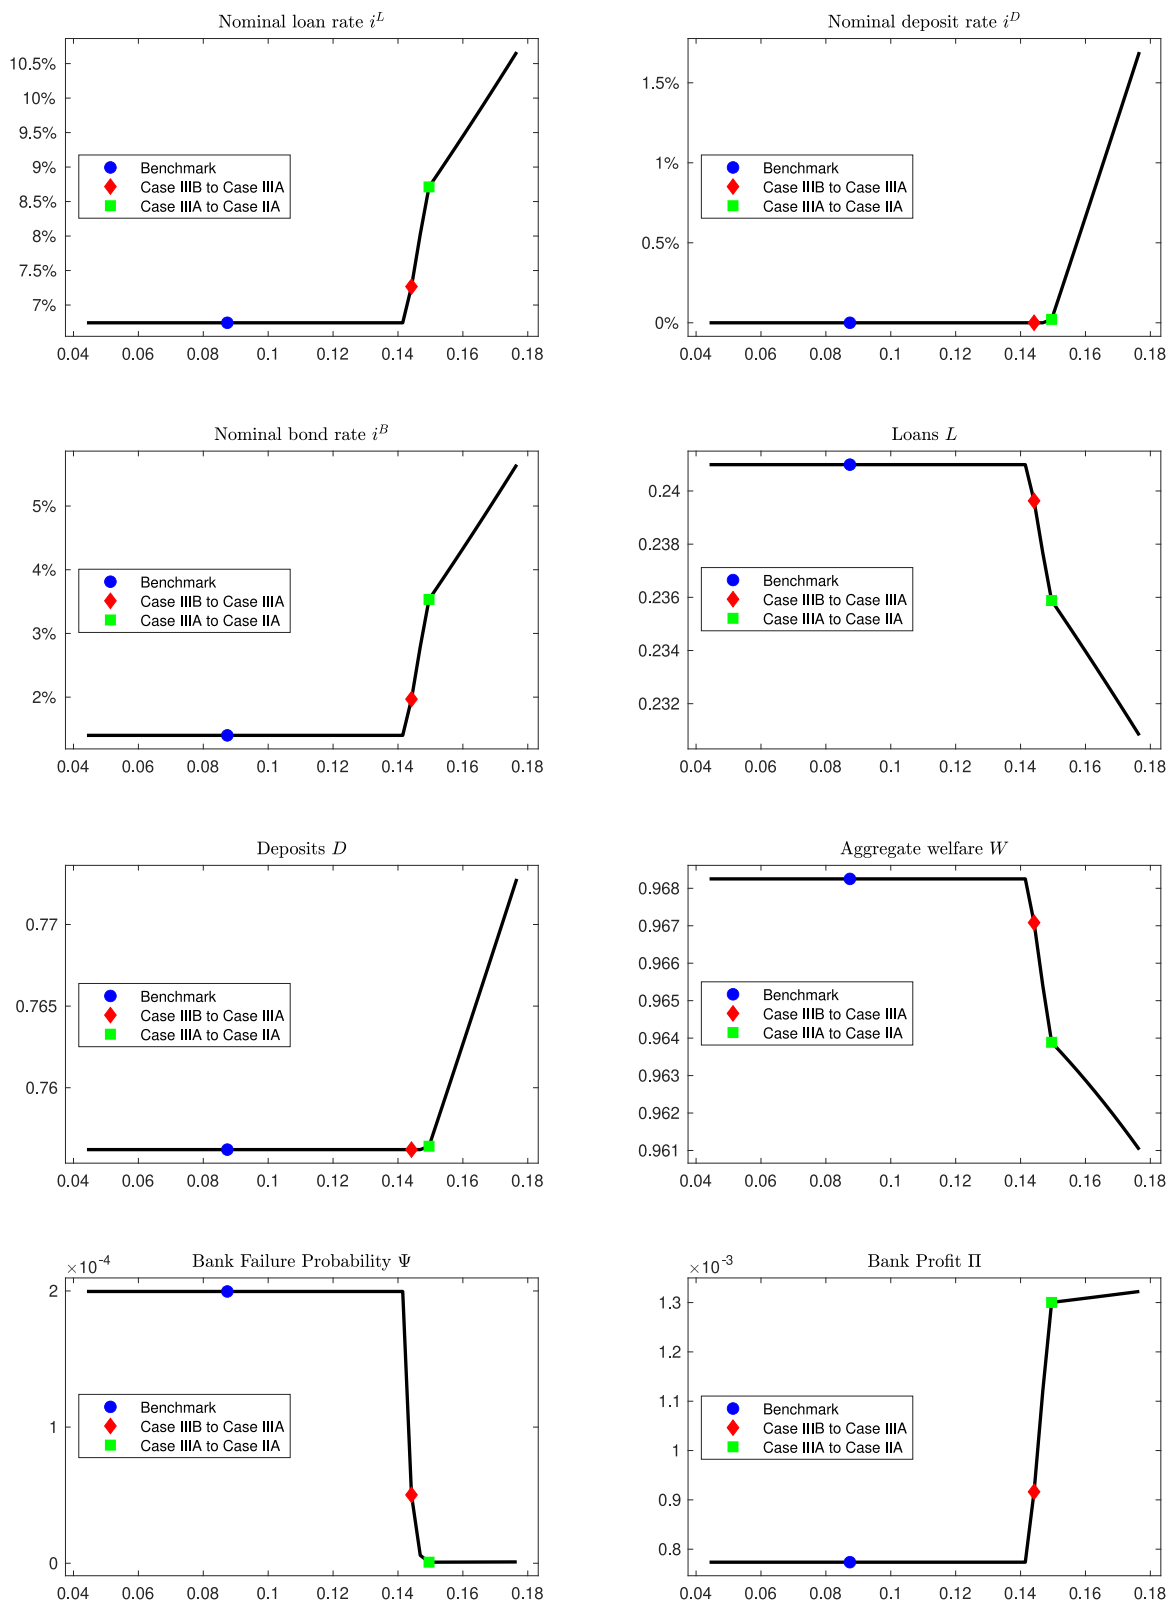 Nominal loan rate i^L
10.5%
10%
9.5%
9%
8.5%
8%
7.5%
7%
Benchmark
Case IIIB to Case IIIA
Case IIIA to Case IIA
0.04 0.06 0.08 0.1 0.12 0.14 0.16 0.18
Nominal deposit rate i^D
1.5%
1%
0.5%
0%
Benchmark
Case IIIB to Case IIIA
Case IIIA to Case IIA
0.04 0.06 0.08 0.1 0.12 0.14 0.16 0.18
Nominal bond rate i^B
5%
4%
3%
2%
Benchmark
Case IIIB to Case IIIA
Case IIIA to Case IIA
0.04 0.06 0.08 0.1 0.12 0.14 0.16 0.18
Loans L
0.24
0.238
0.236
0.234
0.232
Benchmark
Case IIIB to Case IIIA
Case IIIA to Case IIA
0.04 0.06 0.08 0.1 0.12 0.14 0.16 0.18
Deposits D
0.77
0.765
0.76
Benchmark
Case IIIB to Case IIIA
Case IIIA to Case IIA
0.04 0.06 0.08 0.1 0.12 0.14 0.16 0.18
Aggregate welfare W
0.968
0.967
0.966
0.965
0.964
0.963
0.962
0.961
Benchmark
Case IIIB to Case IIIA
Case IIIA to Case IIA
0.04 0.06 0.08 0.1 0.12 0.14 0.16 0.18
Bank Failure Probability Ψ
×10^-4
2
1
0
Benchmark
Case IIIB to Case IIIA
Case IIIA to Case IIA
0.04 0.06 0.08 0.1 0.12 0.14 0.16 0.18
Bank Profit Π
×10^-3
1.3
1.2
1.1
1
0.9
0.8
Benchmark
Case IIIB to Case IIIA
Case IIIA to Case IIA
0.04 0.06 0.08 0.1 0.12 0.14 0.16 0.18